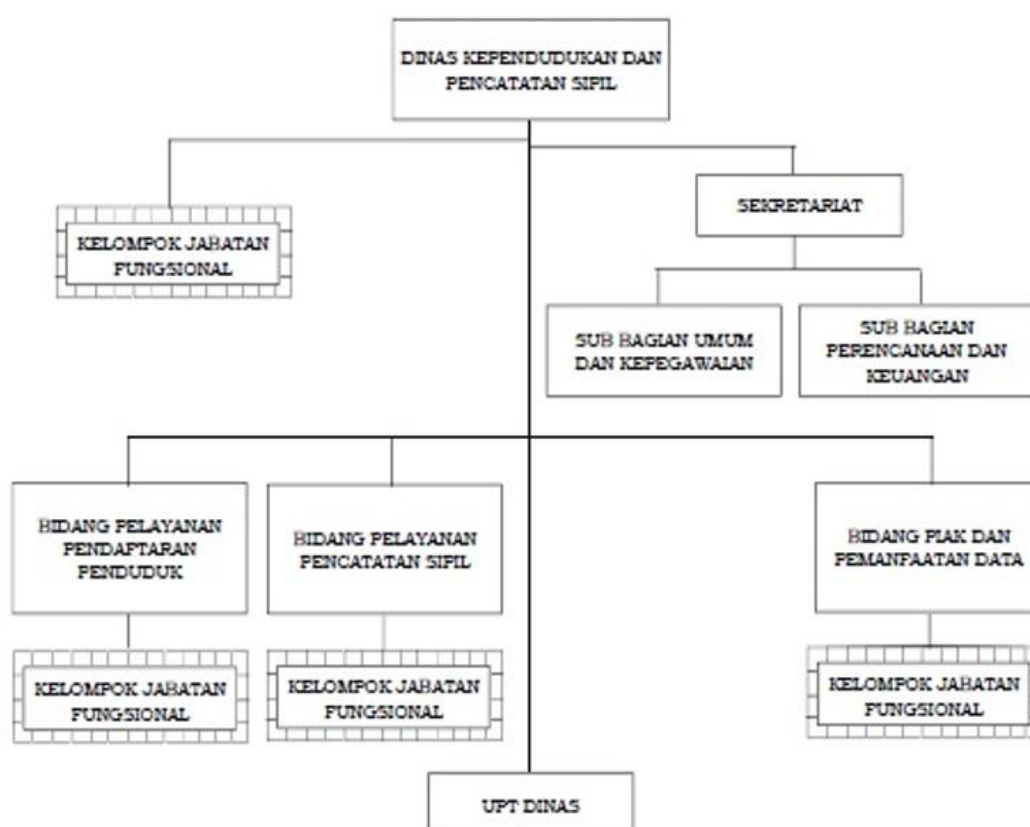 DINAS KEPENDUDUKAN DAN
PENCATATAN SIPIL
SEKRETARIAT
KELOMPOK JABATAN
FUNGSIONAL
SUB BAGIAN UMUM
DAN KEPEGAWAIAN
SUB BAGIAN
PERENCANAAN DAN
KEUANGAN
BIDANG PELAYANAN
PENDAFTARAN
PENDUDUK
BIDANG PELAYANAN
PENCATATAN SIPIL
BIDANG PIAK DAN
PEMANFAATAN DATA
KELOMPOK JABATAN
FUNGSIONAL
KELOMPOK JABATAN
FUNGSIONAL
KELOMPOK JABATAN
FUNGSIONAL
UPT DINAS